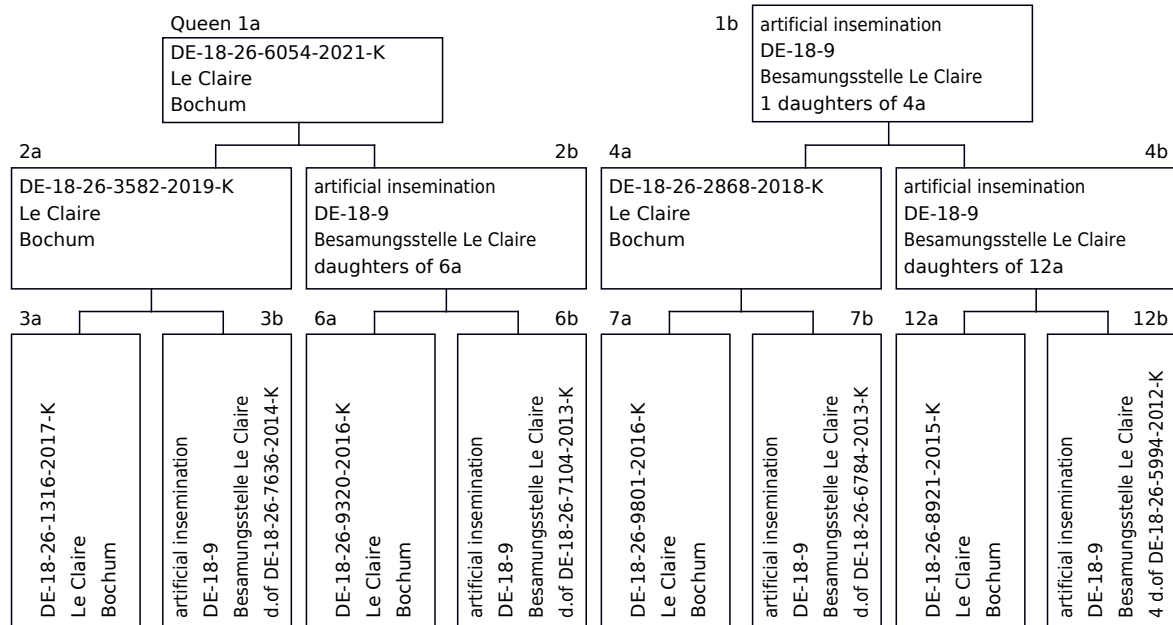 Queen 1a
DE-18-26-6054-2021-K
Le Claire
Bochum
1b
artificial insemination
DE-18-9
Besamungsstelle Le Claire
1 daughters of 4a
2a
DE-18-26-3582-2019-K
Le Claire
Bochum
2b
artificial insemination
DE-18-9
Besamungsstelle Le Claire
daughters of 6a
4a
DE-18-26-2868-2018-K
Le Claire
Bochum
4b
artificial insemination
DE-18-9
Besamungsstelle Le Claire
daughters of 12a
3a
DE-18-26-1316-2017-K
Le Claire
Bochum
3b
artificial insemination
DE-18-9
Besamungsstelle Le Claire
d.of DE-18-26-7636-2014-K
6a
DE-18-26-9320-2016-K
Le Claire
Bochum
6b
artificial insemination
DE-18-9
Besamungsstelle Le Claire
d.of DE-18-26-7104-2013-K
7a
DE-18-26-9801-2016-K
Le Claire
Bochum
7b
artificial insemination
DE-18-9
Besamungsstelle Le Claire
d.of DE-18-26-6784-2013-K
12a
DE-18-26-8921-2015-K
Le Claire
Bochum
12b
artificial insemination
DE-18-9
Besamungsstelle Le Claire
4 d.of DE-18-26-5994-2012-K